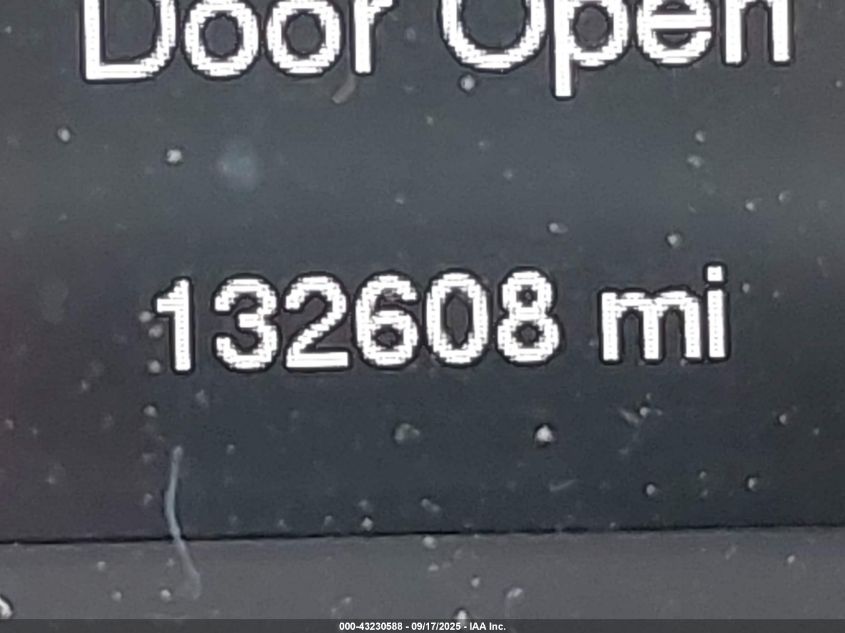 Door Open
132608 mi
000-43230588 - 09/17/2025 - IAA Inc.